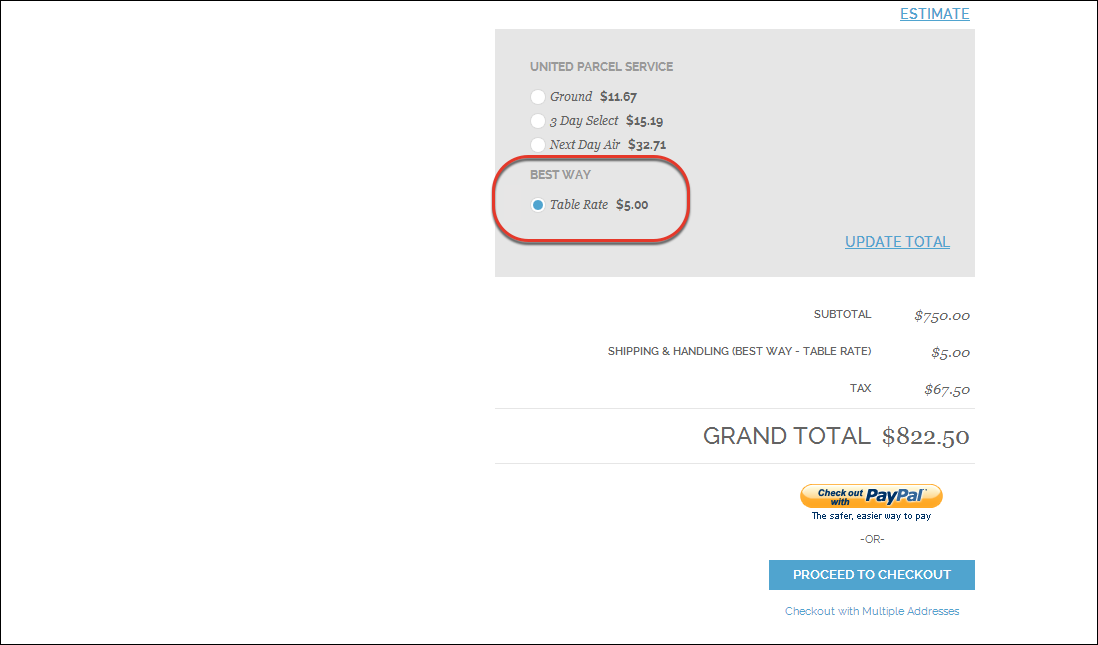 ESTIMATE
UNITED PARCEL SERVICE
Ground $11.67
3 Day Select $15.19
Next Day Air $32.71
BEST WAY
Table Rate $5.00
UPDATE TOTAL
SUBTOTAL $750.00
SHIPPING & HANDLING (BEST WAY - TABLE RATE) $5.00
TAX $67.50
GRAND TOTAL $822.50
Check out with PayPal™
The safer, easier way to pay
-OR-
PROCEED TO CHECKOUT
Checkout with Multiple Addresses